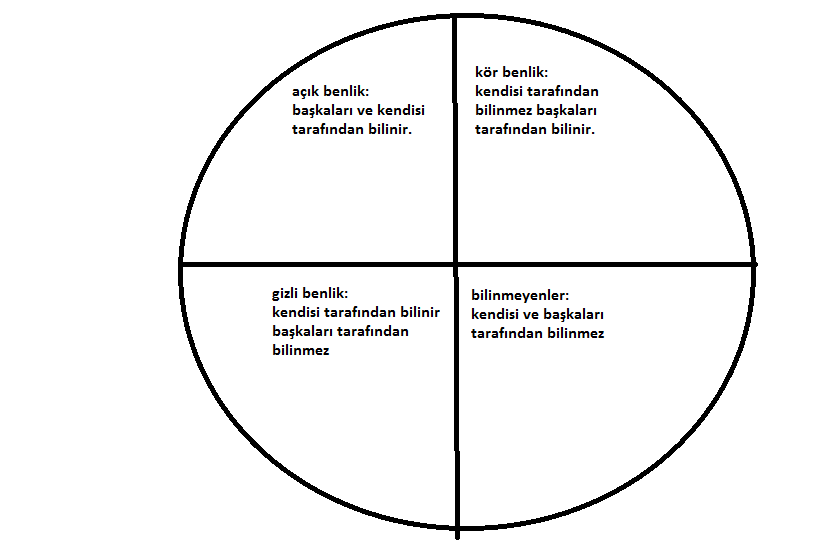 açık benlik:
başkaları ve kendisi
tarafından bilinir.
kör benlik:
kendisi tarafından
bilinmez başkaları
tarafından bilinir.
gizli benlik:
kendisi tarafından bilinir
başkaları tarafından
bilinmez
bilinmeyenler:
kendisi ve başkaları
tarafından bilinmez